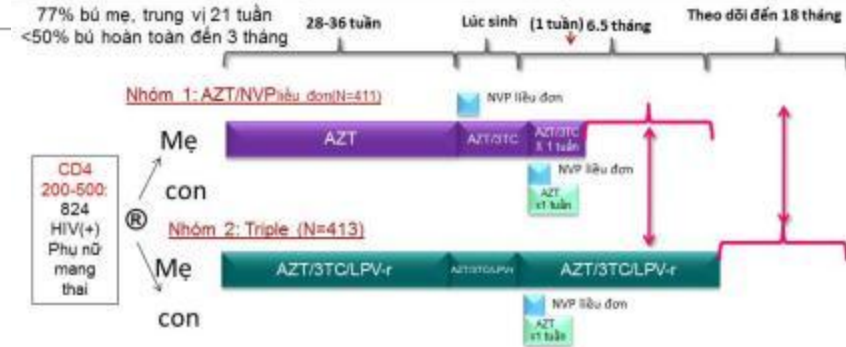 77% bú mẹ, trung vị 21 tuần
<50% bú hoàn toàn đến 3 tháng
28-36 tuần
Lúc sinh
(1 tuần) 6.5 tháng
Theo dõi đến 18 tháng
Nhóm 1: AZT/NVP liều đơn(N=411)
NVP liều đơn
Mẹ
AZT
AZT/3TC
AZT/3TC
X 1 tuần
NVP liều đơn
con
AZT
x1 tuần
CD4
200-500:
824
HIV(+)
Phụ nữ
mang
thai
®
Nhóm 2: Triple (N=413)
Mẹ
AZT/3TC/LPV-r
AZT/3TC/LPVr
AZT/3TC/LPV-r
con
NVP liều đơn
AZT
x1 tuần